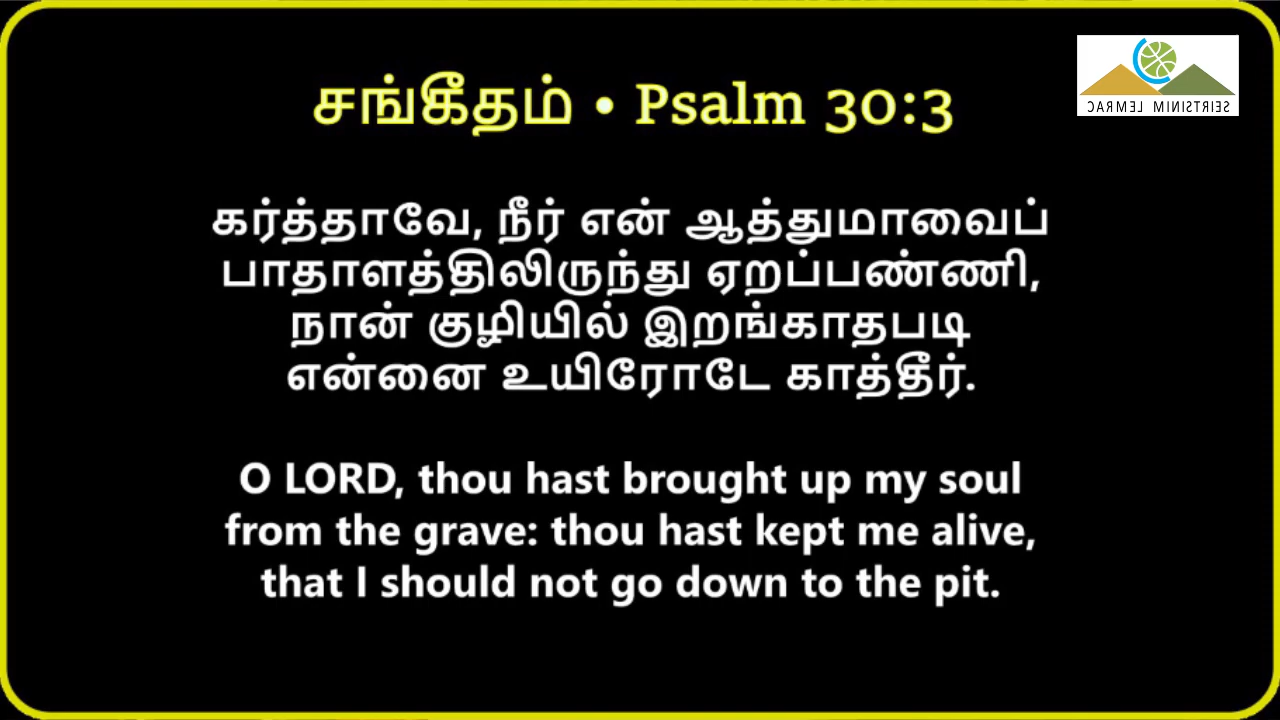 சங்கீதம் • Psalm 30:3
CARMEL MINISTRIES
கர்த்தாவே, நீர் என் ஆத்துமாவைப்
பாதாளத்திலிருந்து ஏறப்பண்ணி,
நான் குழியில் இறங்காதபடி
என்னை உயிரோடே காத்தீர்.
O LORD, thou hast brought up my soul
from the grave: thou hast kept me alive,
that I should not go down to the pit.